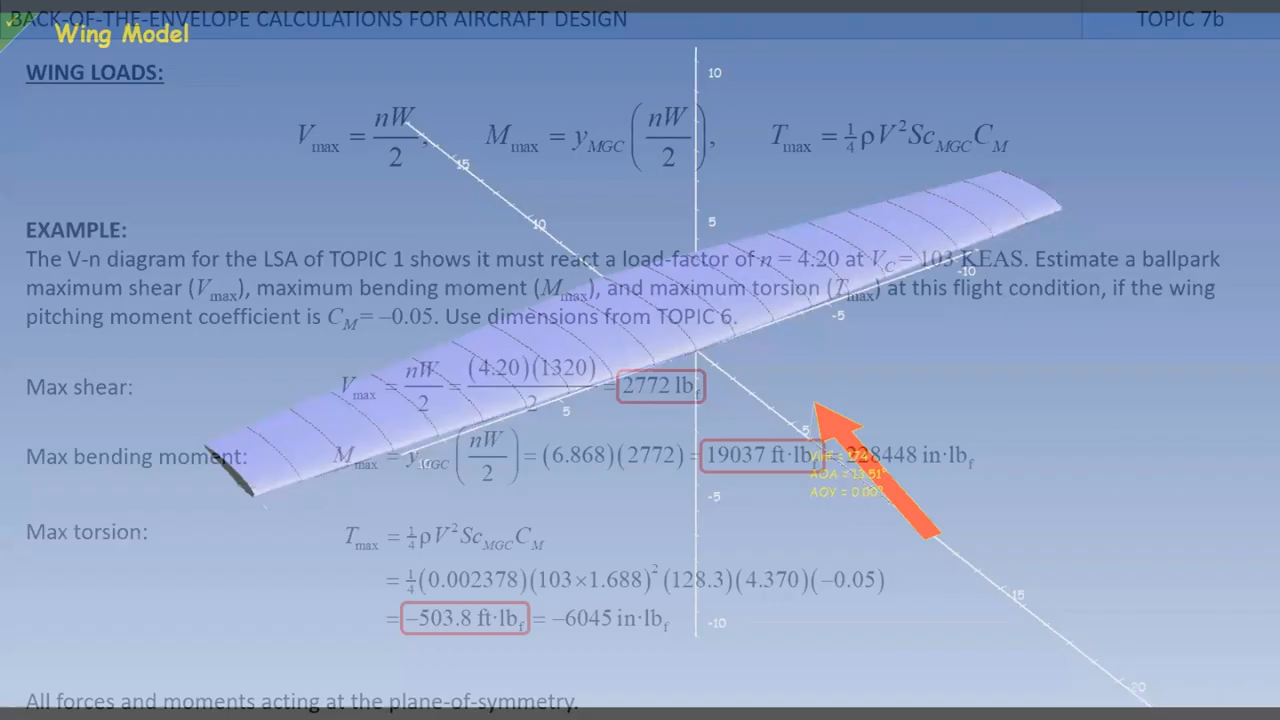 BACK-OF-THE-ENVELOPE CALCULATIONS FOR AIRCRAFT DESIGN TOPIC 7b
Wing Model
WING LOADS:
V_max = nW/2, M_max = y_MGC (nW/2), T_max = ¼ρV²Sc_MGC C_M
EXAMPLE:
The V-n diagram for the LSA of TOPIC 1 shows it must react a load-factor of n = 4.20 at V_C = 103 KEAS. Estimate a ballpark
maximum shear (V_max), maximum bending moment (M_max), and maximum torsion (T_max) at this flight condition, if the wing
pitching moment coefficient is C_M = –0.05. Use dimensions from TOPIC 6.
Max shear: V_max = nW/2 = (4.20)(1320)/2 = 2772 lb_f
Max bending moment: M_max = y_MGC (nW/2) = (6.868)(2772) = 19037 ft·lb_f = 228448 in·lb_f
Max torsion: T_max = ¼ρV²Sc_MGC C_M
= ¼(0.002378)(103×1.688)²(128.3)(4.370)(−0.05)
= −503.8 ft·lb_f = −6045 in·lb_f
All forces and moments acting at the plane-of-symmetry.
10
5
-5
-10
15
10
5
15
20
-10
-5
5
AOY = 0.00°